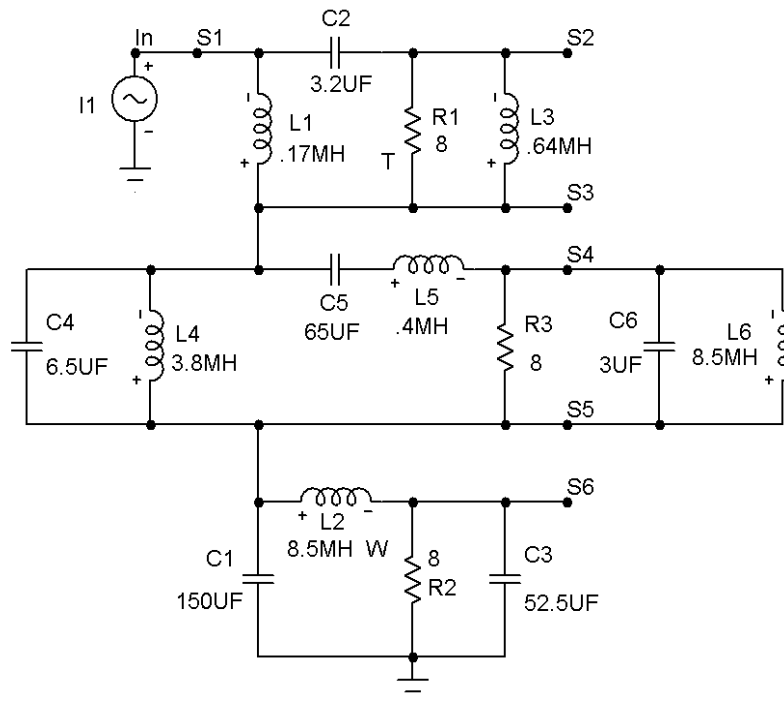 C2
In S1 S2
+
3.2UF
I1
L1
R1
L3
.17MH
8
.64MH
T
S3
S4
C5
L5
C4
L4
65UF
.4MH
R3
C6
L6
6.5UF
3.8MH
8
3UF
8.5MH
S5
S6
L2
C1
8.5MH W
8
C3
150UF
R2
52.5UF